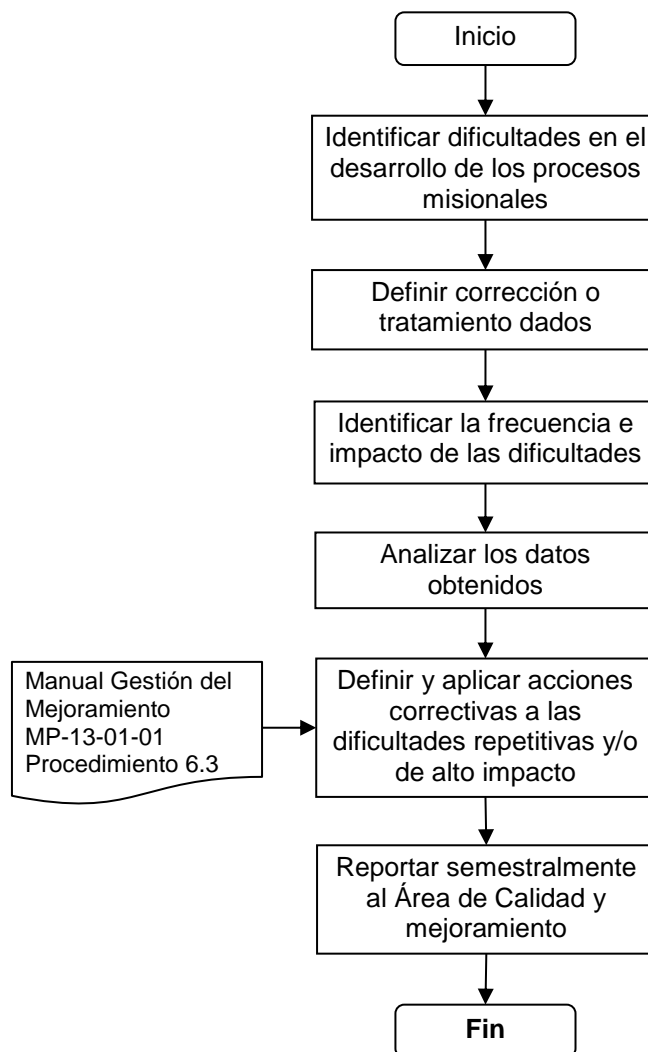 Inicio
Identificar dificultades en el
desarrollo de los procesos
misionales
Definir corrección o
tratamiento dados
Identificar la frecuencia e
impacto de las dificultades
Analizar los datos
obtenidos
Manual Gestión del
Mejoramiento
MP-13-01-01
Procedimiento 6.3
Definir y aplicar acciones
correctivas a las
dificultades repetitivas y/o
de alto impacto
Reportar semestralmente
al Área de Calidad y
mejoramiento
Fin